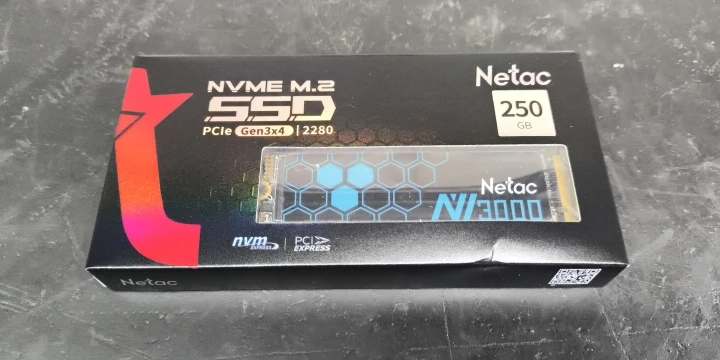 NVME M.2
SSD
PCIe Gen3x4 | 2280
Netac
250
GB
Netac
NV3000
nvm
EXPRESS
PCI
EXPRESS
Netac